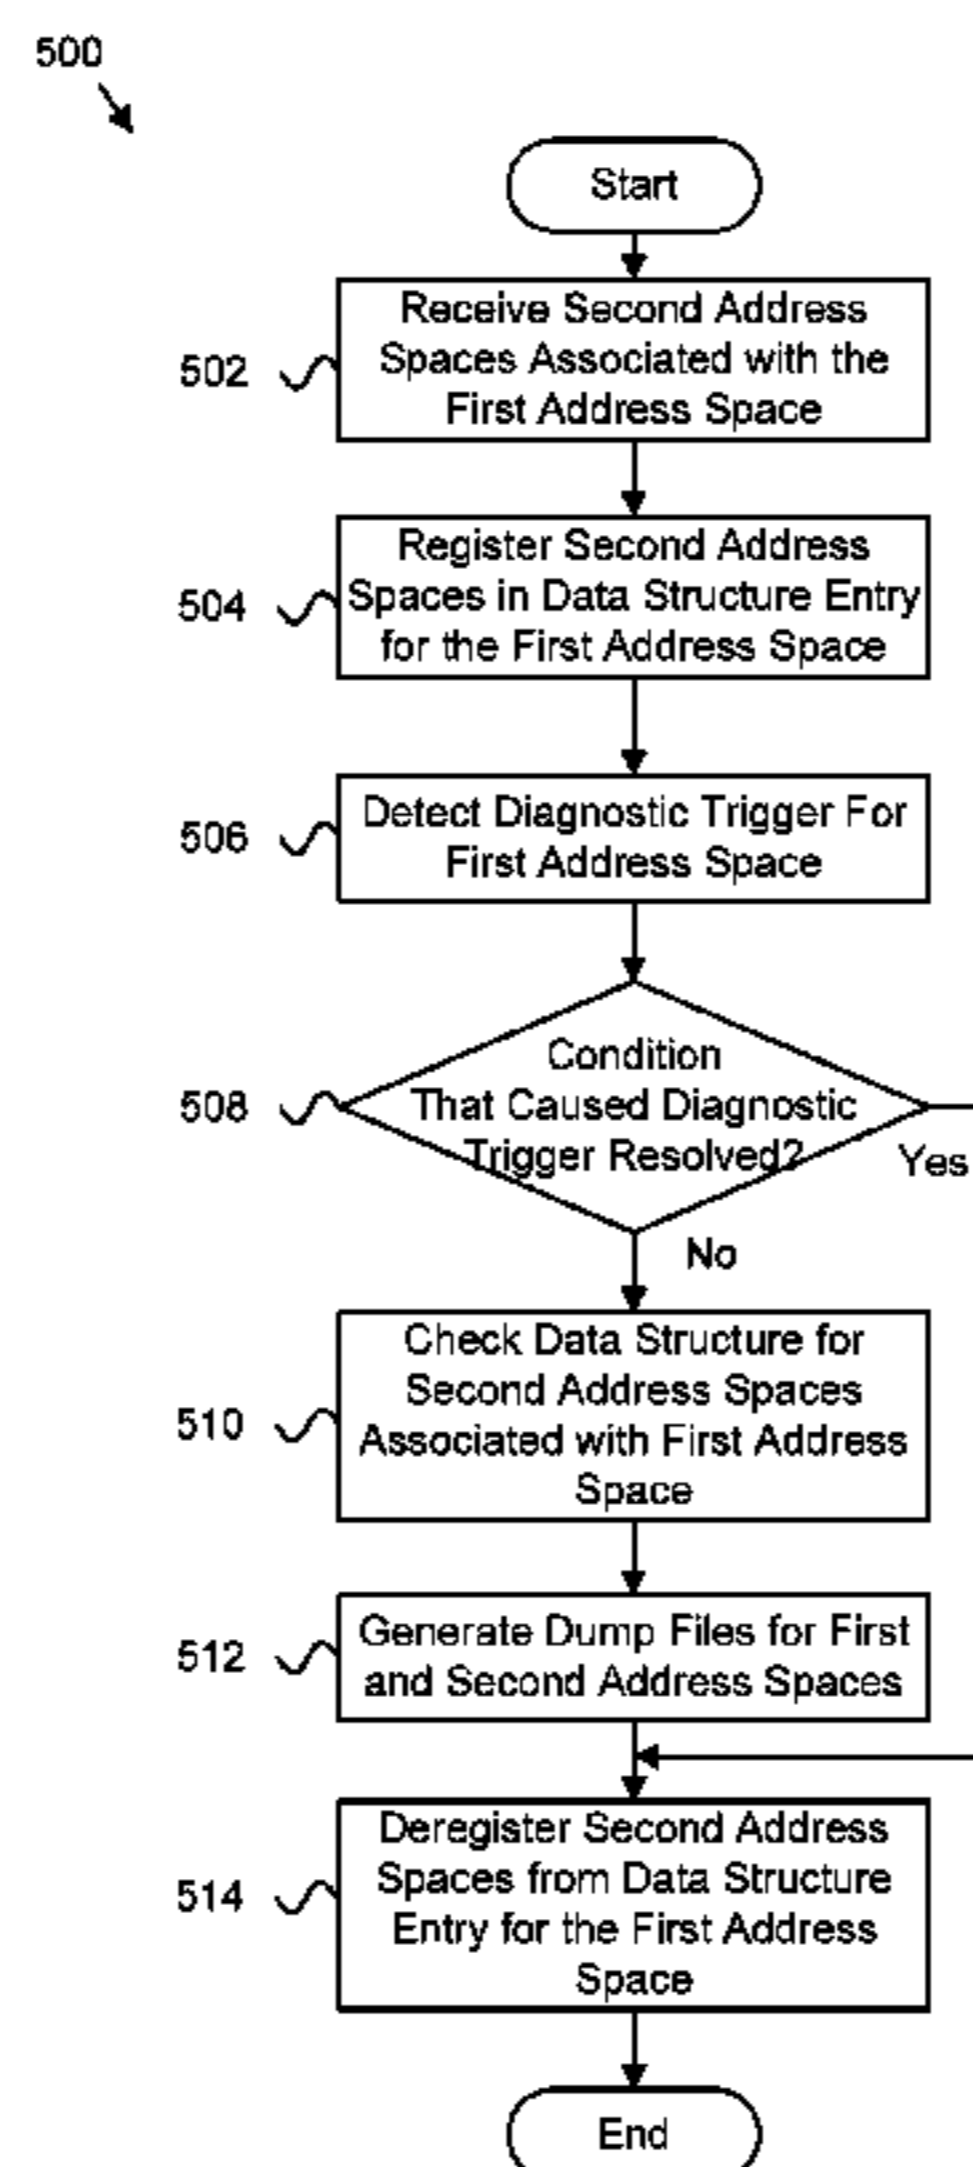 500
Start
Receive Second Address
Spaces Associated with the
First Address Space
502
Register Second Address
Spaces in Data Structure Entry
for the First Address Space
504
Detect Diagnostic Trigger For
First Address Space
506
Condition
That Caused Diagnostic
Trigger Resolved?
508
Yes
No
Check Data Structure for
Second Address Spaces
Associated with First Address
Space
510
Generate Dump Files for First
and Second Address Spaces
512
Deregister Second Address
Spaces from Data Structure
Entry for the First Address
Space
514
End